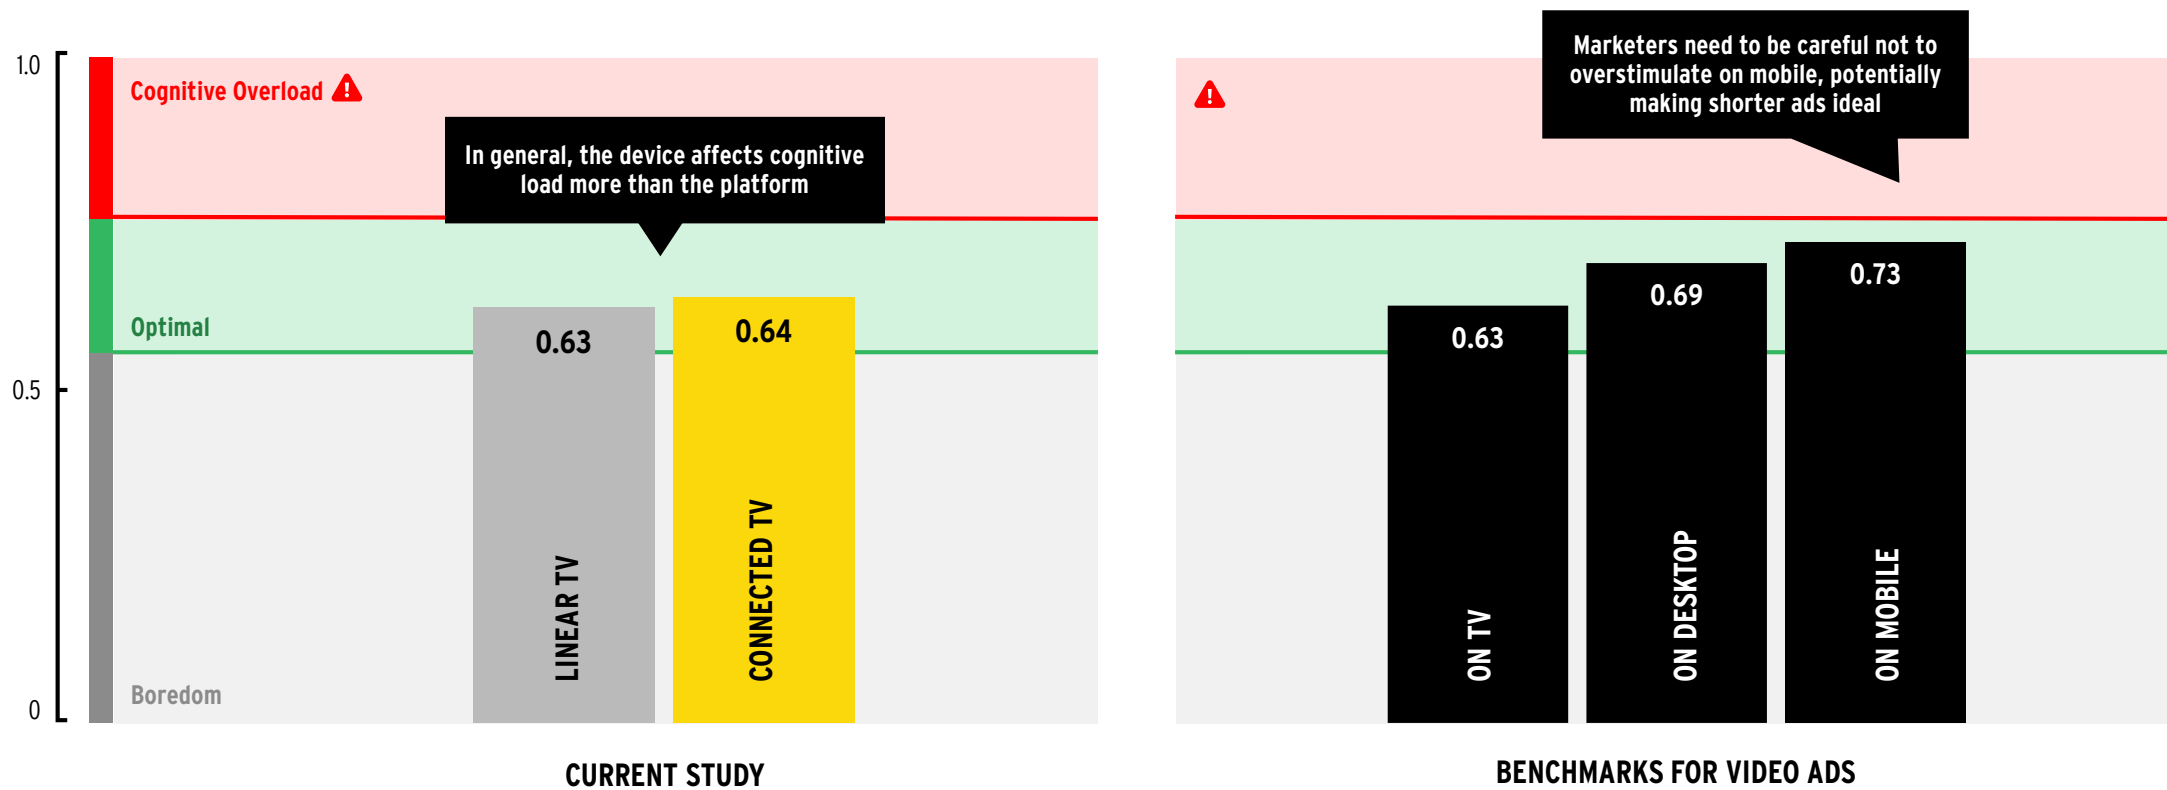 1.0
0.5
0
Cognitive Overload
Optimal
Boredom
In general, the device affects cognitive
load more than the platform
0.63
0.64
LINEAR TV
CONNECTED TV
CURRENT STUDY
Marketers need to be careful not to
overstimulate on mobile, potentially
making shorter ads ideal
0.63
0.69
0.73
ON TV
ON DESKTOP
ON MOBILE
BENCHMARKS FOR VIDEO ADS